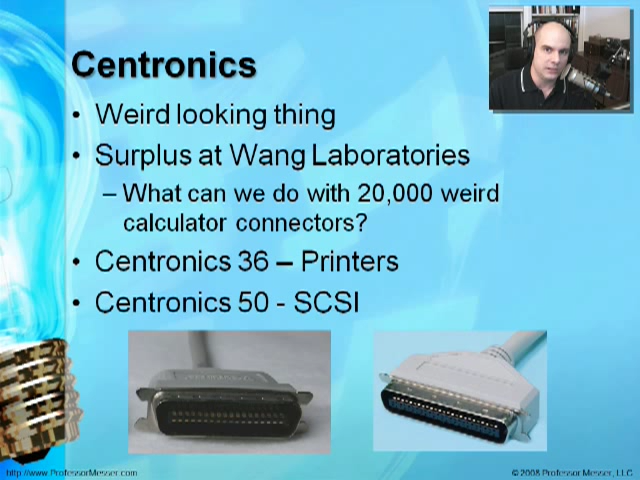 Centronics
• Weird looking thing
• Surplus at Wang Laboratories
– What can we do with 20,000 weird
calculator connectors?
• Centronics 36 – Printers
• Centronics 50 - SCSI
http://www.ProfessorMesser.com
© 2008 Professor Messer, LLC